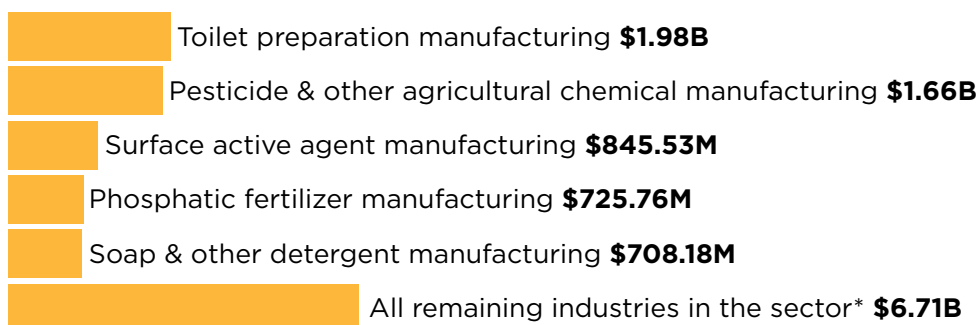 Toilet preparation manufacturing $1.98B
Pesticide & other agricultural chemical manufacturing $1.66B
Surface active agent manufacturing $845.53M
Phosphatic fertilizer manufacturing $725.76M
Soap & other detergent manufacturing $708.18M
All remaining industries in the sector* $6.71B